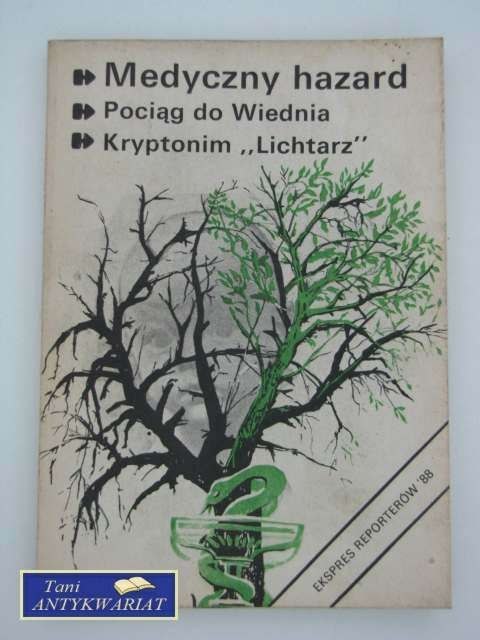 Medyczny hazard
Pociąg do Wiednia
Kryptonim ,,Lichtarz"
EKSPRES REPORTERÓW '88
Tani
ANTYKWARIAT